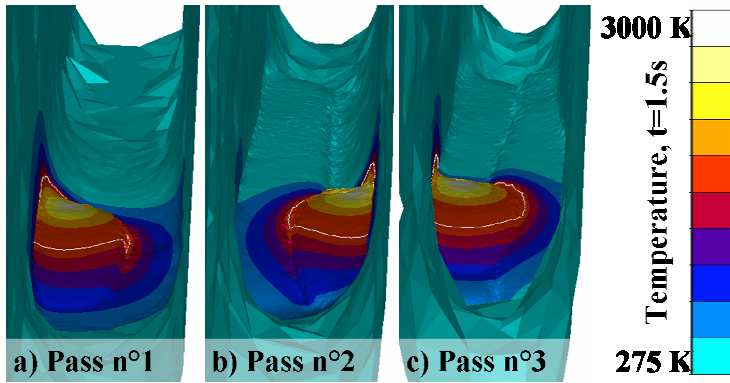 a) Pass n°1
b) Pass n°2
c) Pass n°3
3000 K
Temperature, t=1.5s
275 K